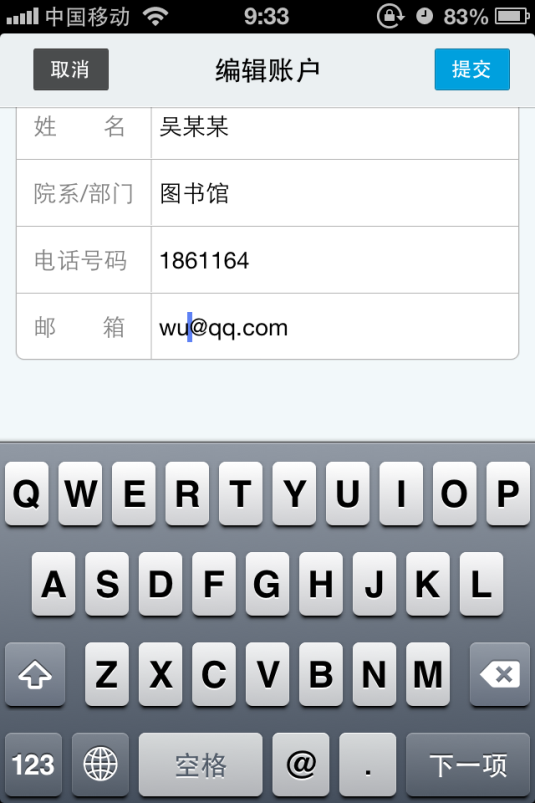 中国移动 9:33 83%
取消 编辑账户 提交
姓 名 吴某某
院系/部门 图书馆
电话号码 1861164
邮 箱 wu@qq.com
Q W E R T Y U I O P
A S D F G H J K L
Z X C V B N M
123 空格 @ . 下一项